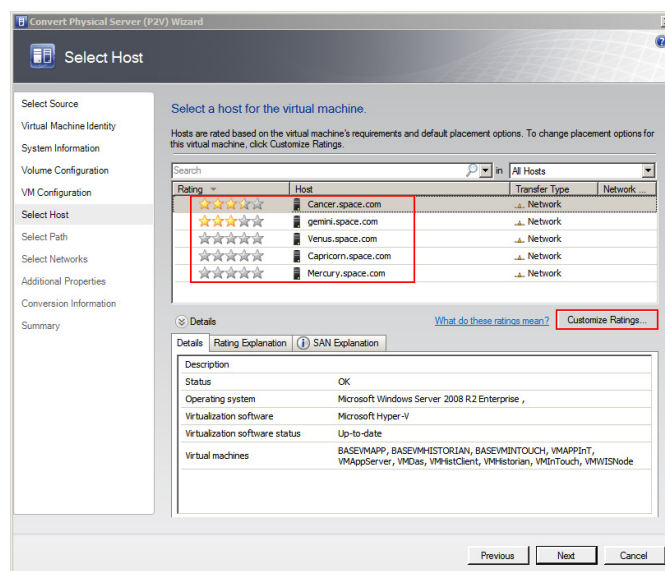 Convert Physical Server (P2V) Wizard
Select Host
Select Source
Virtual Machine Identity
System Information
Volume Configuration
VM Configuration
Select Host
Select Path
Select Networks
Additional Properties
Conversion Information
Summary
Select a host for the virtual machine.
Hosts are rated based on the virtual machine's requirements and default placement options. To change placement options for
this virtual machine, click Customize Ratings.
Search in All Hosts
Rating Host Transfer Type Network ...
Cancer.space.com Network
gemini.space.com Network
Venus.space.com Network
Capricorn.space.com Network
Mercury.space.com Network
Details What do these ratings mean? Customize Ratings...
Details Rating Explanation SAN Explanation
Description
Status OK
Operating system Microsoft Windows Server 2008 R2 Enterprise ,
Virtualization software Microsoft Hyper-V
Virtualization software status Up-to-date
Virtual machines BASEVMAPP, BASEVMHISTORIAN, BASEVMINTOUCH, VMAPPInT,
VMAppServer, VMDas, VMHistClient, VMHistorian, VMInTouch, VMWISNode
Previous Next Cancel